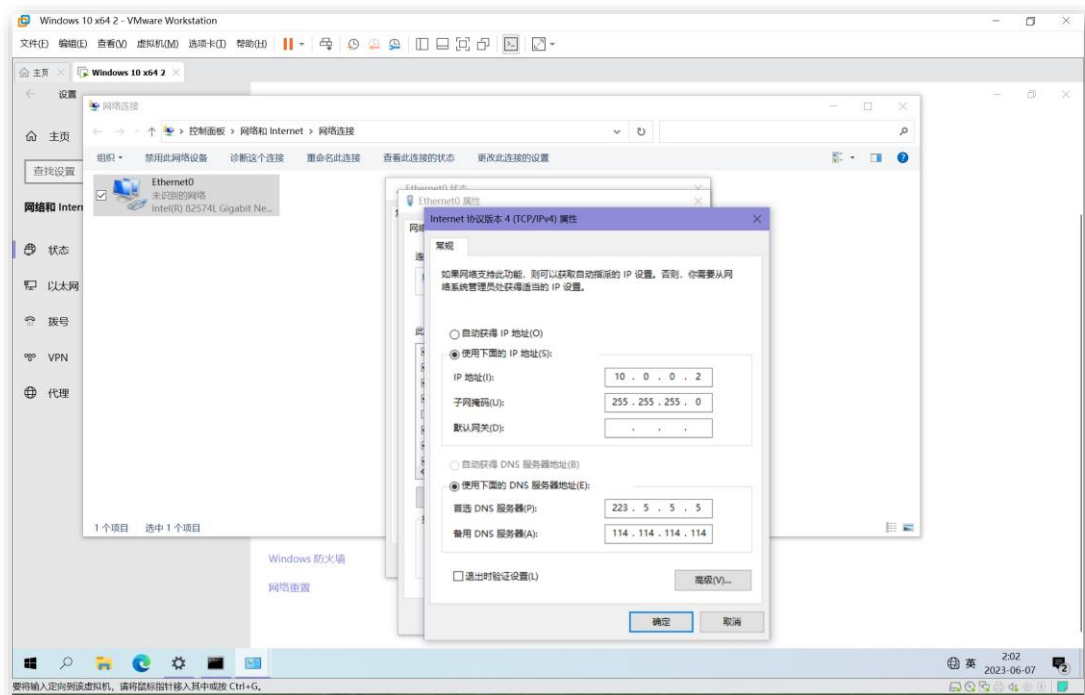 Windows 10 x64 2 - VMware Workstation
文件(F) 编辑(E) 查看(V) 虚拟机(M) 选项卡(T) 帮助(H)
主页 Windows 10 x64 2
设置
网络连接
主页
控制面板 › 网络和 Internet › 网络连接
组织 禁用此网络设备 诊断这个连接 重命名此连接 查看此连接的状态 更改此连接的设置
查找设置
Ethernet0
未识别的网络
Intel(R) 82574L Gigabit Ne...
网络和 Inter
状态
以太网
拨号
VPN
代理
Ethernet0 状态
Ethernet0 属性
Internet 协议版本 4 (TCP/IPv4) 属性
常规
如果网络支持此功能，则可以获取自动指派的 IP 设置。否则，你需要从网
络系统管理员处获得适当的 IP 设置。
自动获得 IP 地址(O)
使用下面的 IP 地址(S):
IP 地址(I): 10 . 0 . 0 . 2
子网掩码(U): 255 . 255 . 255 . 0
默认网关(D): . . .
自动获得 DNS 服务器地址(B)
使用下面的 DNS 服务器地址(E):
首选 DNS 服务器(P): 223 . 5 . 5 . 5
备用 DNS 服务器(A): 114 . 114 . 114 . 114
退出时验证设置(L)
高级(V)...
确定 取消
1 个项目 选中 1 个项目
Windows 防火墙
网络重置
英 2:02
2023-06-07
2
要将输入定向到该虚拟机，请将鼠标指针移入其中或按 Ctrl+G。